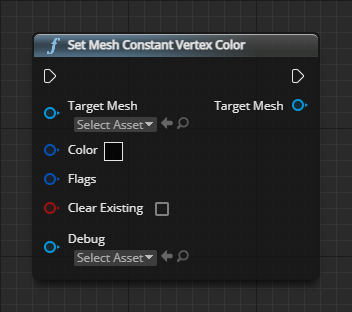 Set Mesh Constant Vertex Color
Target Mesh Target Mesh
Select Asset
Color
Flags
Clear Existing
Debug
Select Asset